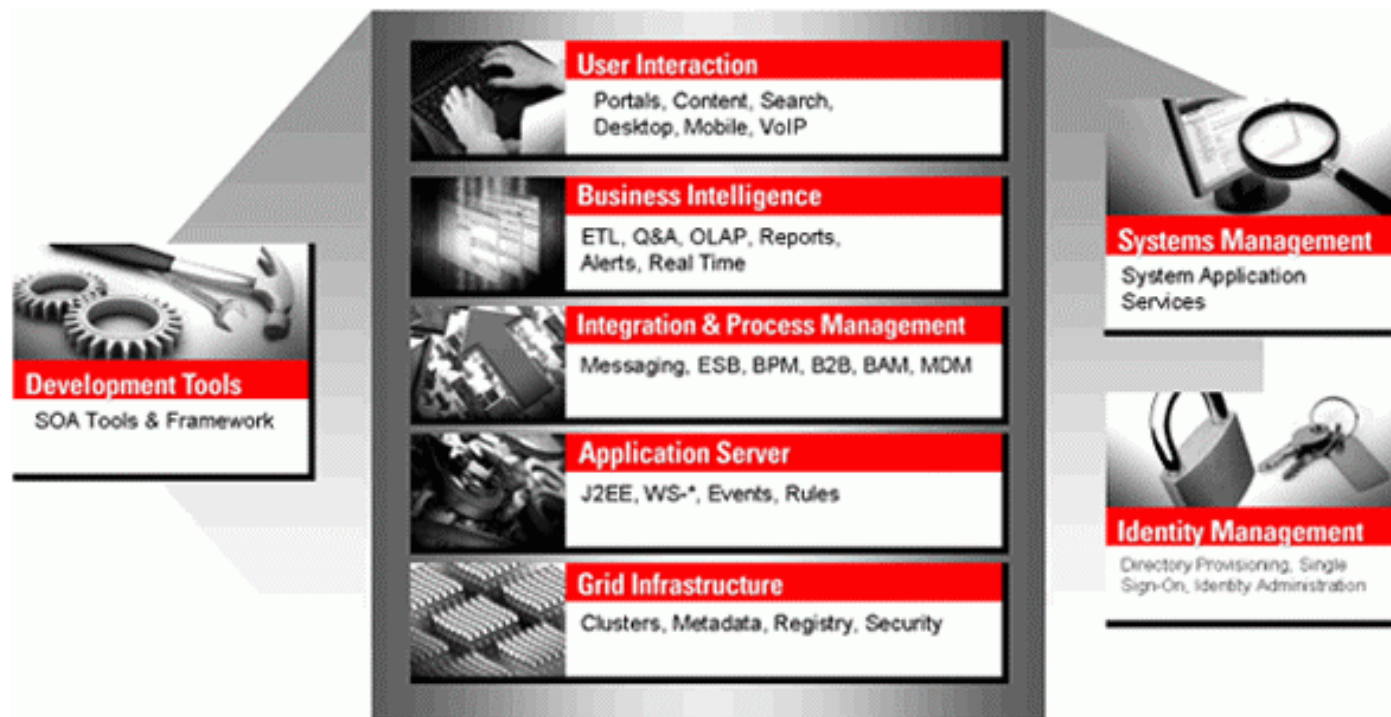 User Interaction
Portals, Content, Search,
Desktop, Mobile, VoIP
Business Intelligence
ETL, Q&A, OLAP, Reports,
Alerts, Real Time
Integration & Process Management
Messaging, ESB, BPM, B2B, BAM, MDM
Application Server
J2EE, WS-*, Events, Rules
Grid Infrastructure
Clusters, Metadata, Registry, Security
Development Tools
SOA Tools & Framework
Systems Management
System Application
Services
Identity Management
Directory Provisioning, Single
Sign-On, Identity Administration